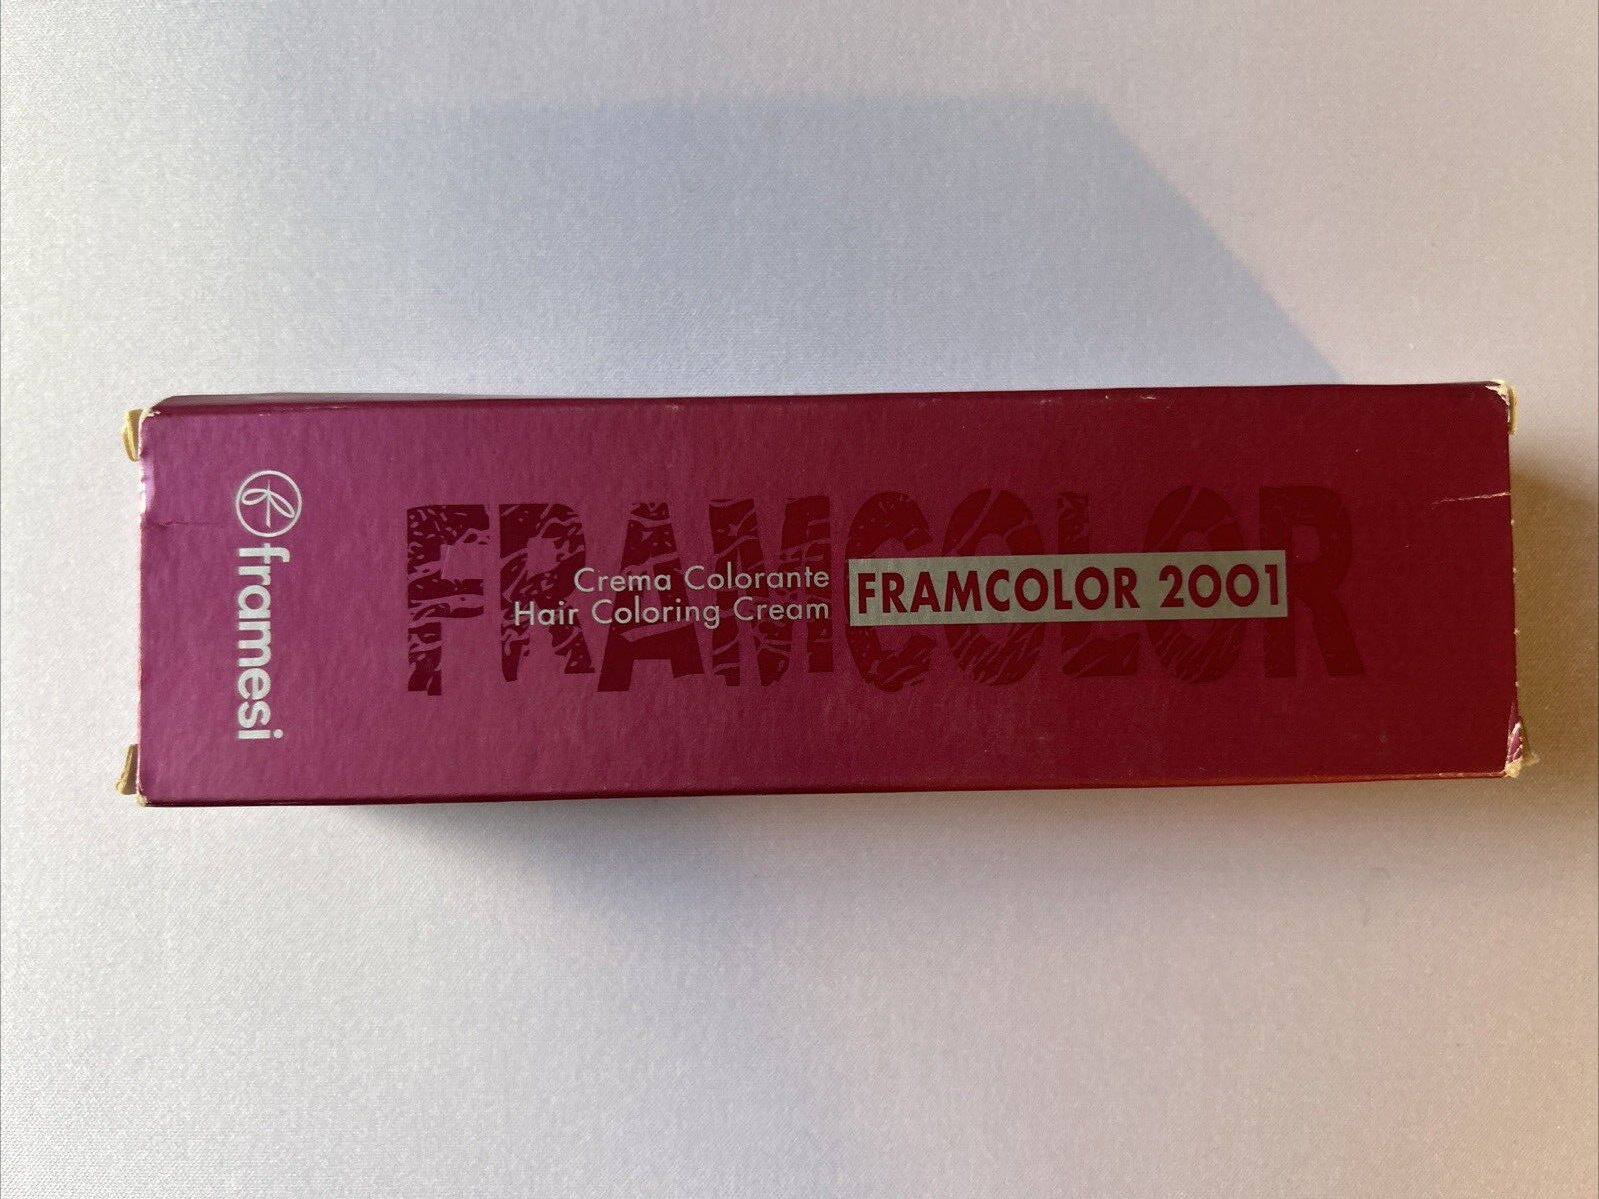 framesi
FRAMCOLOR
Crema Colorante
Hair Coloring Cream
FRAMCOLOR 2001